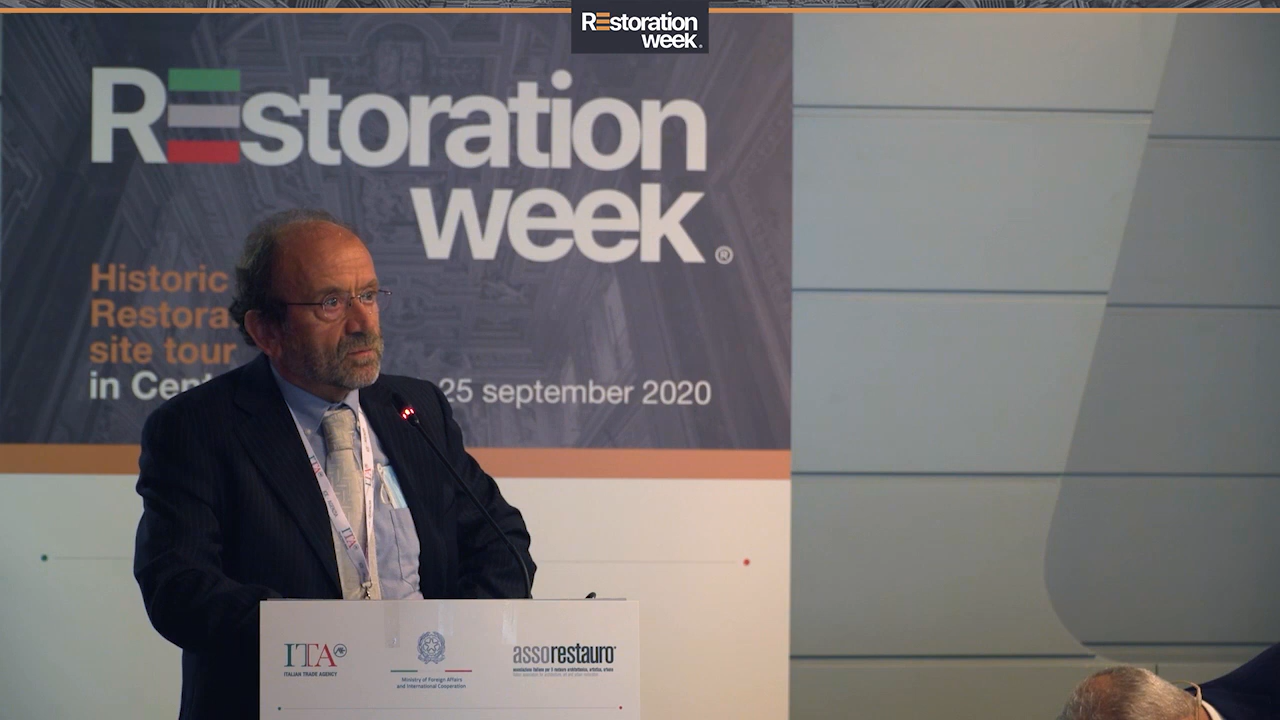 REstoration
week®
REstoration
week®
Historic
Restora
site tour
in Cent
25 september 2020
ITA
ITA
ITALIAN TRADE AGENCY
Ministry of Foreign Affairs
and International Cooperation
assorestauro®